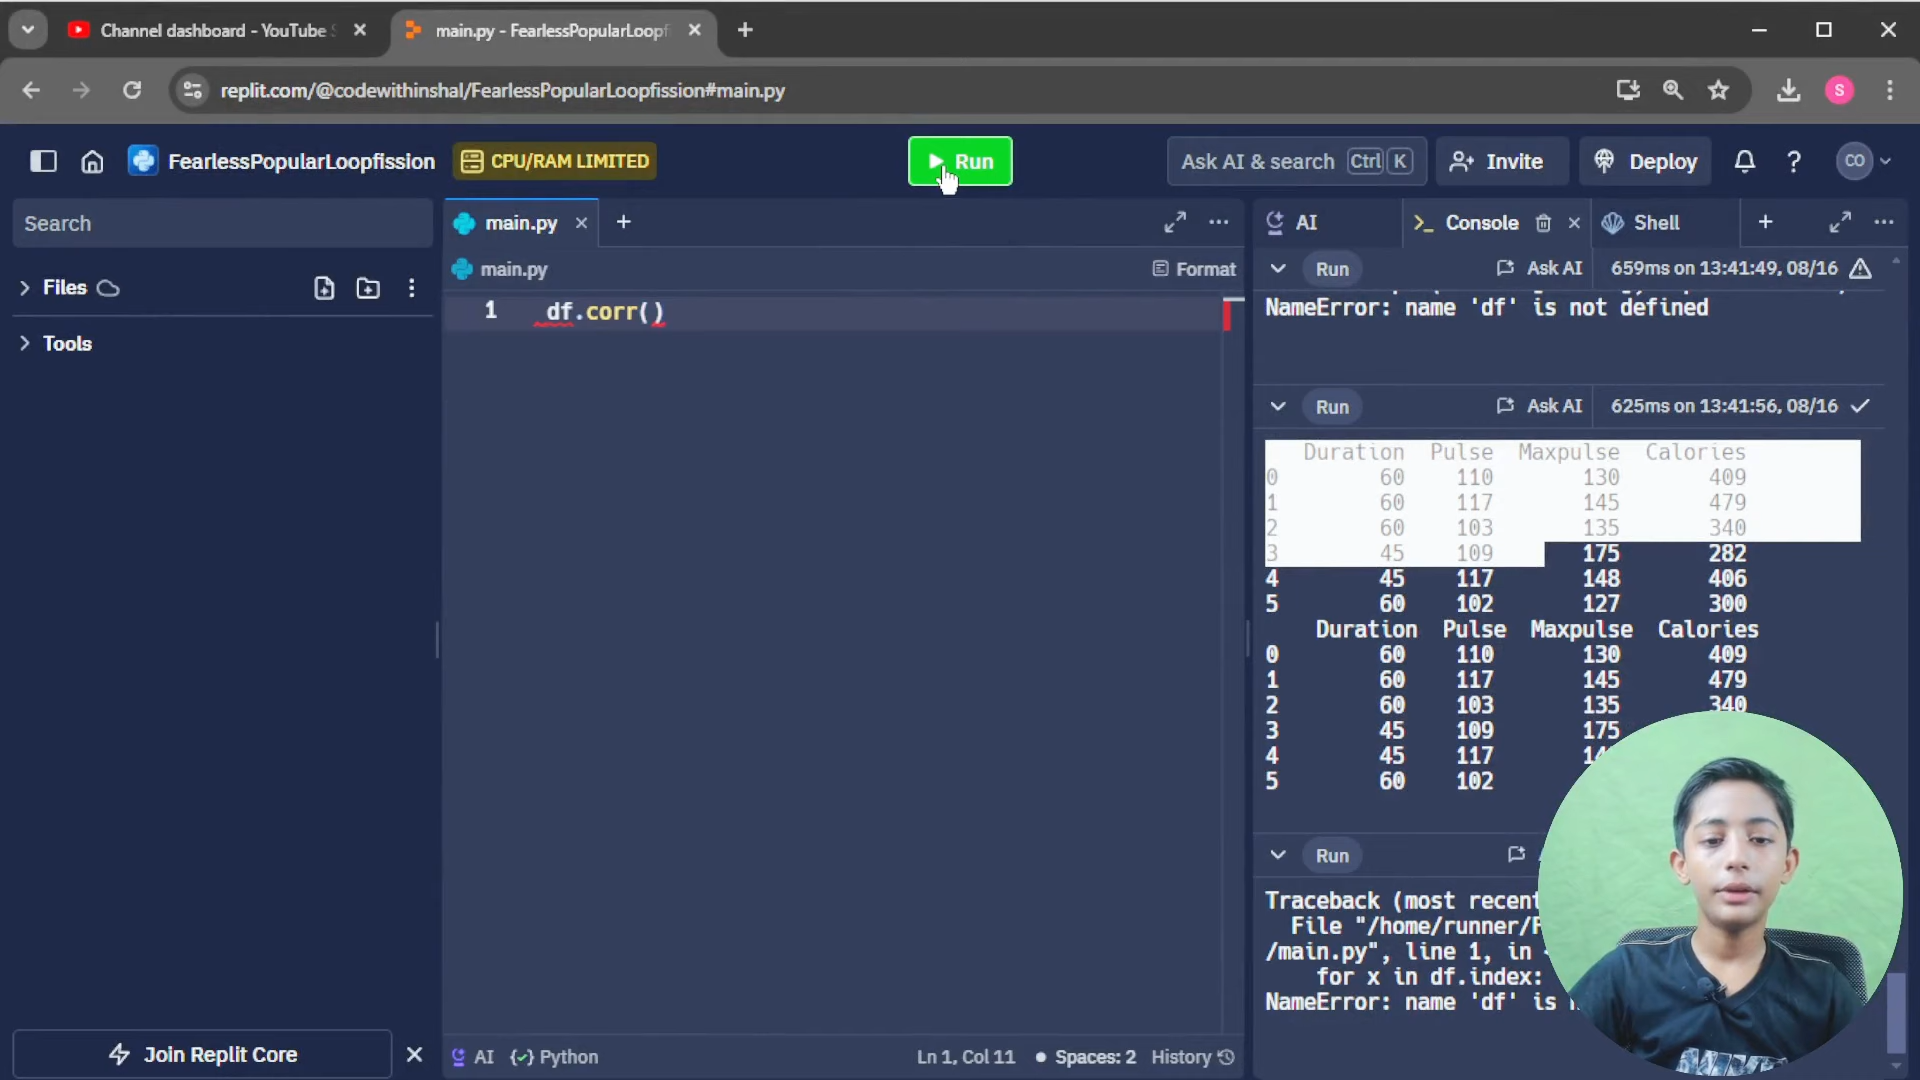 Channel dashboard - YouTube S
main.py - FearlessPopularLoopf
replit.com/@codewithinshal/FearlessPopularLoopfission#main.py
S
FearlessPopularLoopfission
CPU/RAM LIMITED
Run
Ask AI & search Ctrl K
Invite
Deploy
?
CO
Search
Files
Tools
Join Replit Core
main.py
main.py
Format
1 df.corr()
AI
Python
Ln 1, Col 11
Spaces: 2
History
AI
Console
Shell
Run Ask AI 659ms on 13:41:49, 08/16
NameError: name 'df' is not defined
Run Ask AI 625ms on 13:41:56, 08/16
Duration Pulse Maxpulse Calories
0 60 110 130 409
1 60 117 145 479
2 60 103 135 340
3 45 109 175 282
4 45 117 148 406
5 60 102 127 300
Duration Pulse Maxpulse Calories
0 60 110 130 409
1 60 117 145 479
2 60 103 135 340
3 45 109 175
4 45 117
5 60 102
Run
Traceback (most recent
File "/home/runner/F
/main.py", line 1, in
for x in df.index:
NameError: name 'df' is